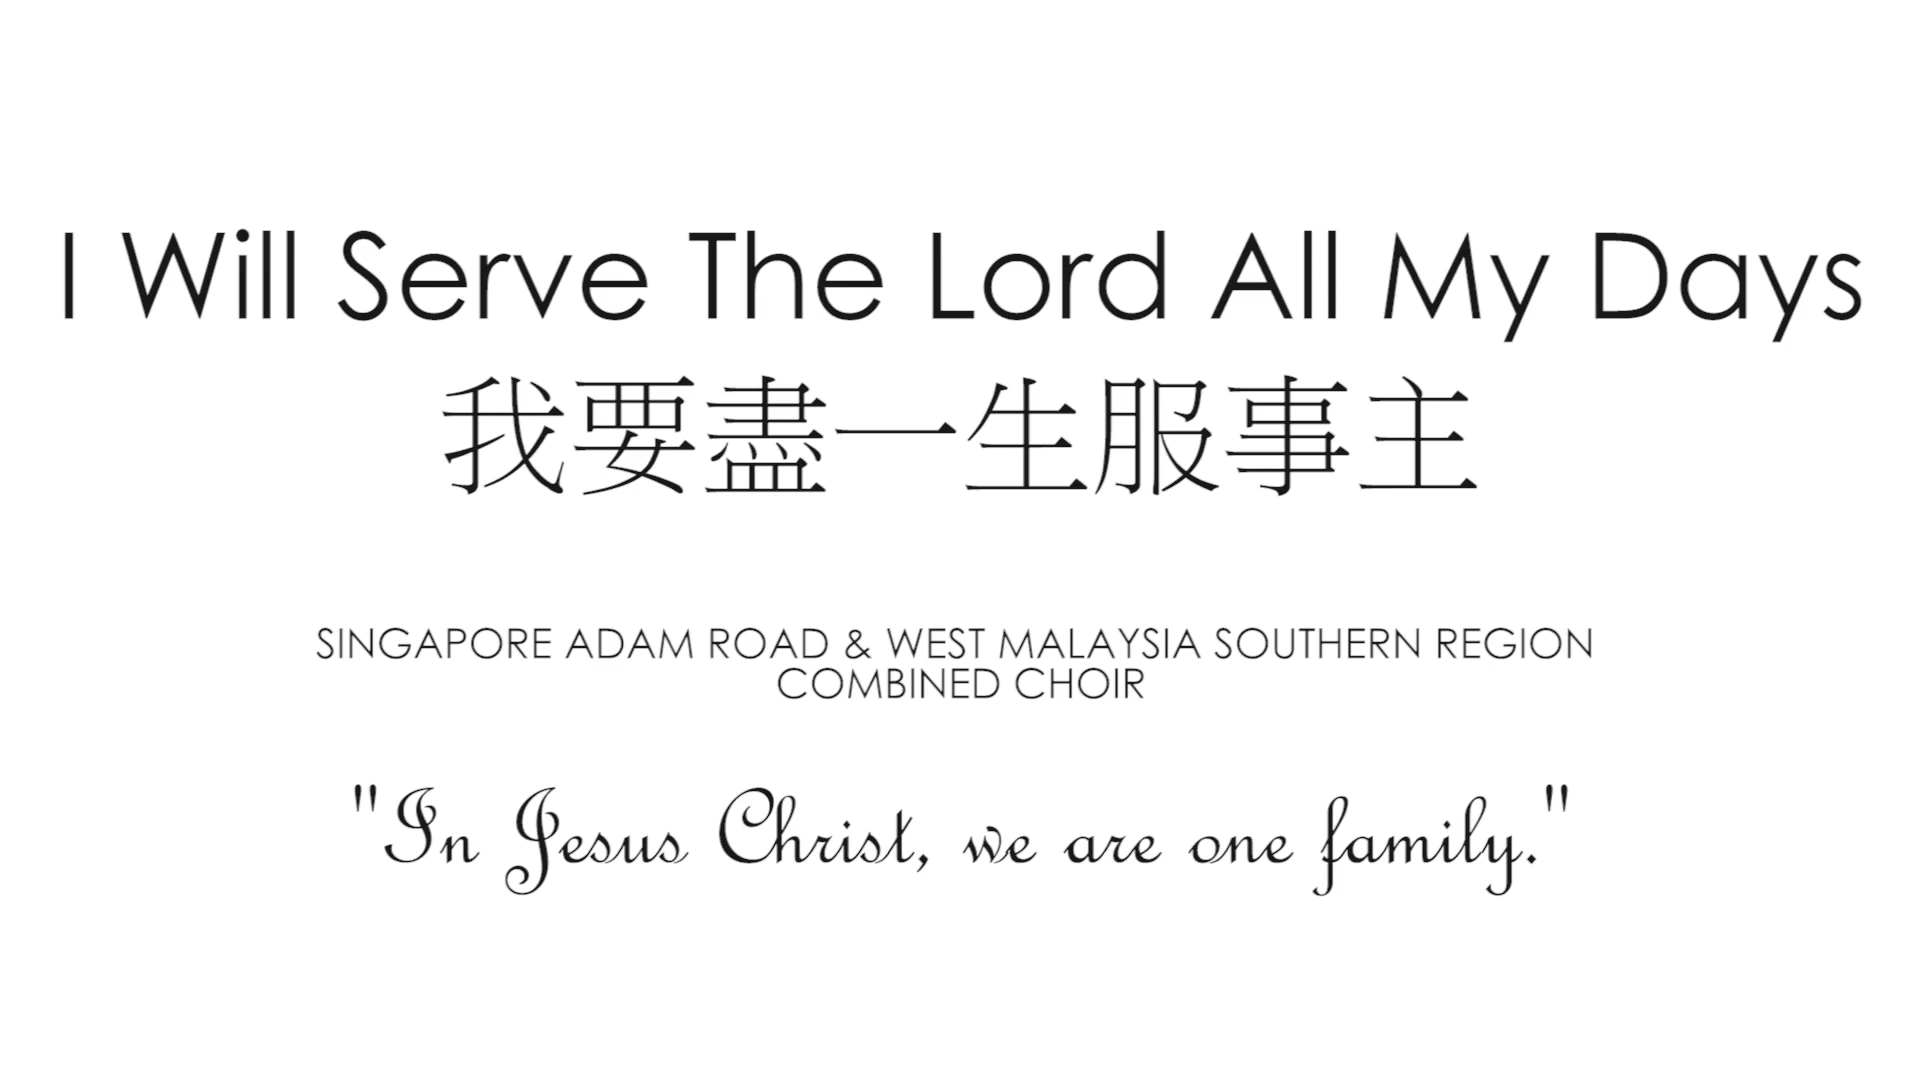 I Will Serve The Lord All My Days
我要盡一生服事主
SINGAPORE ADAM ROAD & WEST MALAYSIA SOUTHERN REGION
COMBINED CHOIR
"In Jesus Christ, we are one family."